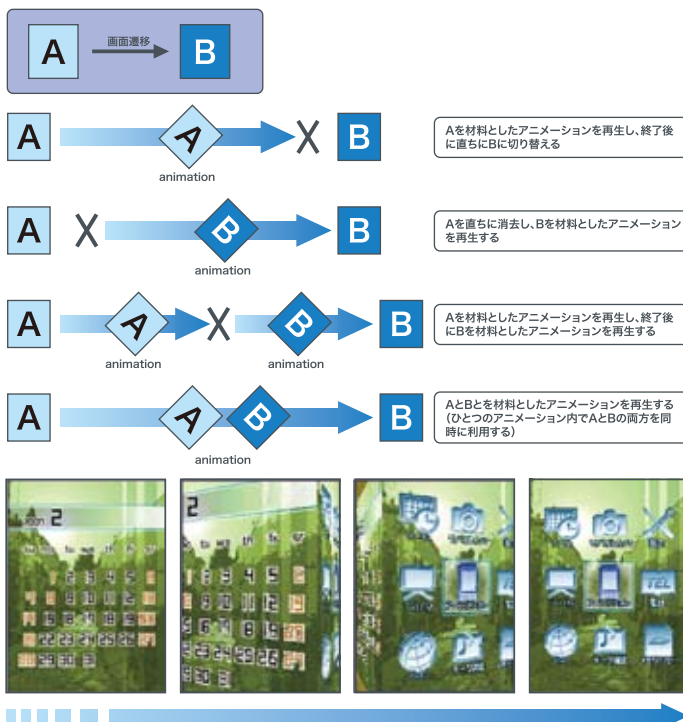 A
画面遷移
B
A
A
B
animation
Aを材料としたアニメーションを再生し、終了後
に直ちにBに切り替える
A
B
B
animation
Aを直ちに消去し、Bを材料としたアニメーション
を再生する
A
A
B
B
animation
animation
Aを材料としたアニメーションを再生し、終了後
にBを材料としたアニメーションを再生する
A
A
B
B
animation
AとBとを材料としたアニメーションを再生する
(ひとつのアニメーション内でAとBの両方を同
時に利用する)
2
2
TEL